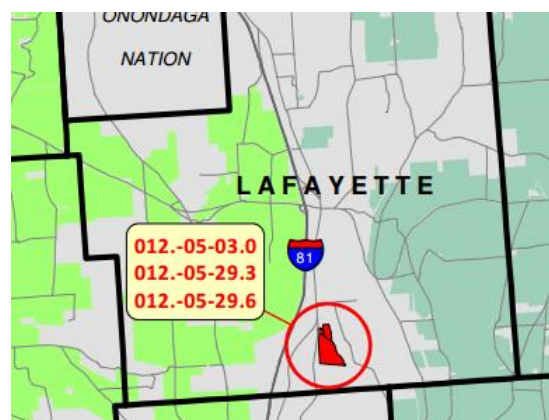 ONONDAGA
NATION
LAFAYETTE
012.-05-03.0
012.-05-29.3
012.-05-29.6
81